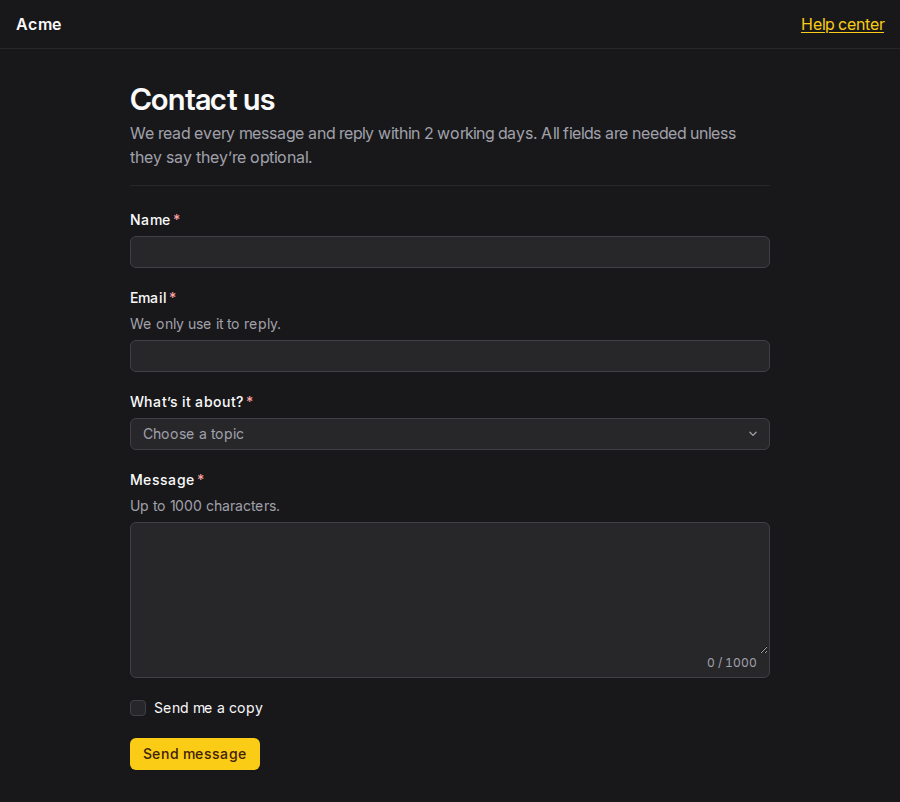 Acme
Help center
Contact us
We read every message and reply within 2 working days. All fields are needed unless
they say they’re optional.
Name *
Email *
We only use it to reply.
What’s it about? *
Choose a topic
Message *
Up to 1000 characters.
0 / 1000
Send me a copy
Send message